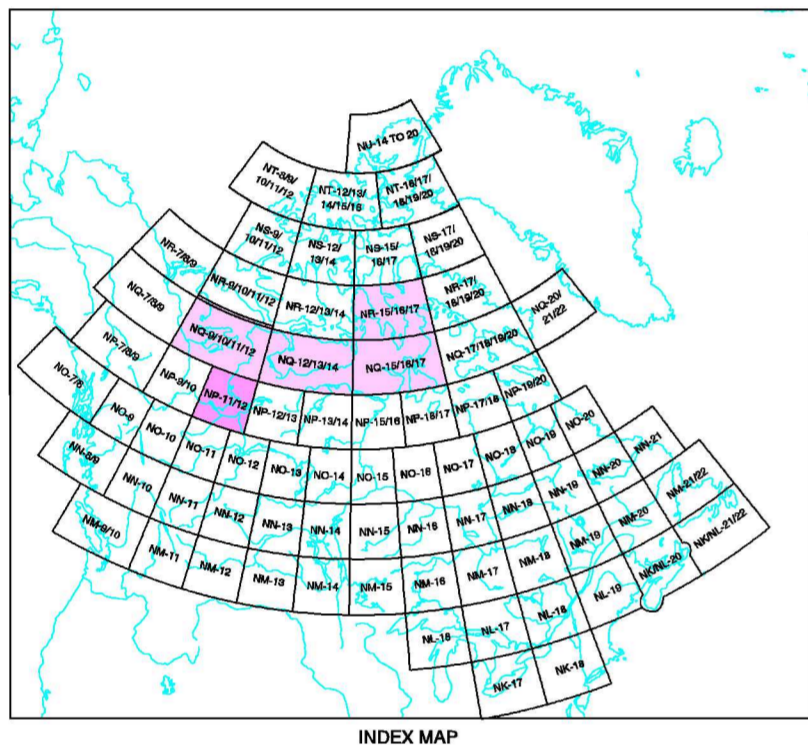 NU-14 TO 20
NT-8/9/
10/11/12
NT-12/13/
14/15/16
NT-16/17/
18/19/20
NS-9/
10/11/12
NS-12/
13/14
NS-15/
16/17
NS-17/
18/19/20
NR-7/8/9
NR-9/10/11/12
NR-12/13/14
NR-15/16/17
NR-17/
18/19/20
NQ-7/8/9
NQ-9/10/11/12
NQ-12/13/14
NQ-15/16/17
NQ-17/18/19/20
NQ-20/
21/22
NP-7/8/9
NP-9/10
NP-11/12
NP-12/13
NP-13/14
NP-15/16
NP-16/17
NP-17/18
NP-19/20
NO-7/8
NO-9
NO-10
NO-11
NO-12
NO-13
NO-14
NO-15
NO-16
NO-17
NO-18
NO-19
NO-20
NN-8/9
NN-10
NN-11
NN-12
NN-13
NN-14
NN-15
NN-16
NN-17
NN-18
NN-19
NN-20
NN-21
NM-9/10
NM-11
NM-12
NM-13
NM-14
NM-15
NM-16
NM-17
NM-18
NM-19
NM-20
NM-21/22
NL-16
NL-17
NL-18
NL-19
NK/NL-20
NK/NL-21/22
NK-17
NK-18
INDEX MAP